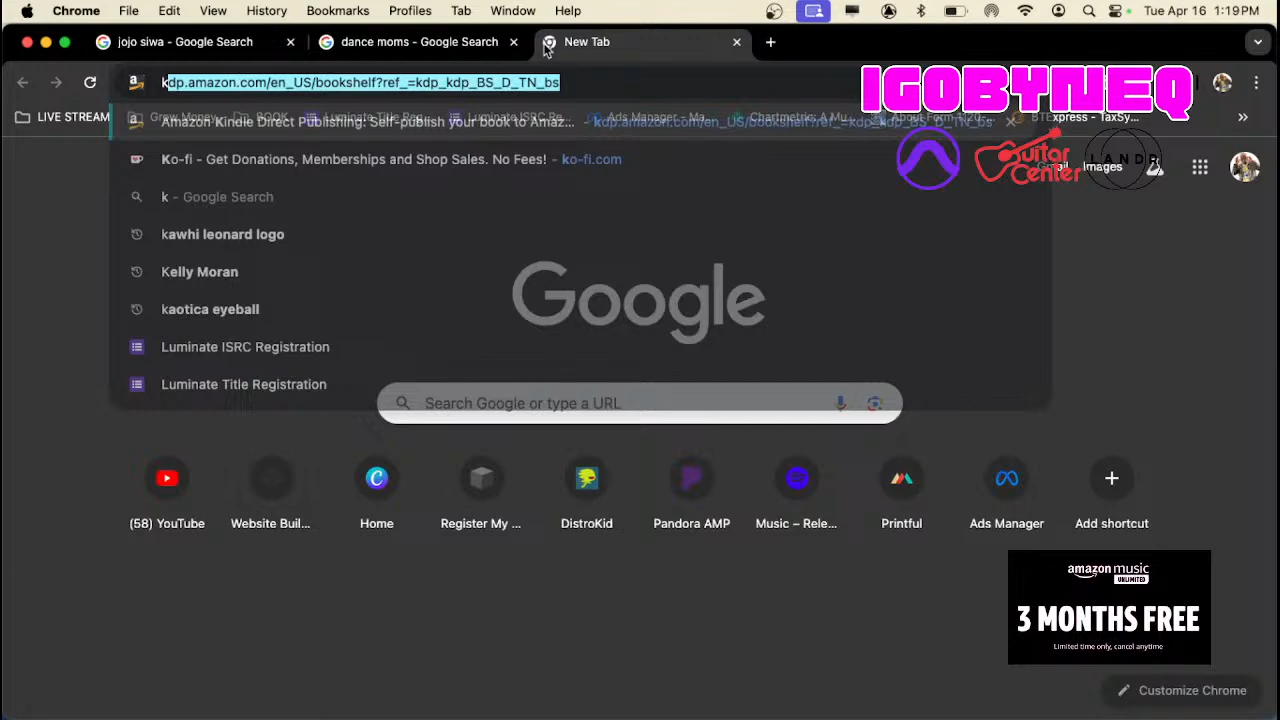 Chrome File Edit View History Bookmarks Profiles Tab Window Help Tue Apr 16 1:19 PM
jojo siwa - Google Search dance moms - Google Search New Tab
kdp.amazon.com/en_US/bookshelf?ref_=kdp_kdp_BS_D_TN_bs
IGOBYNEQ
LIVE STREAM
Amazon Kindle Direct Publishing: Self-publish your book to Amaz... - kdp.amazon.com/en_US/bookshelf?ref_=kdp_kdp_BS_D_TN_bs
BTExpress - TaxSy...
Ko-fi - Get Donations, Memberships and Shop Sales. No Fees! - ko-fi.com
Guitar Center
LANDR
Gmail Images
k - Google Search
kawhi leonard logo
Kelly Moran
kaotica eyeball
Luminate ISRC Registration
Luminate Title Registration
Google
Search Google or type a URL
(58) YouTube Website Buil... Home Register My ... DistroKid Pandora AMP Music – Rele... Printful Ads Manager Add shortcut
amazon music
UNLIMITED
3 MONTHS FREE
Limited time only, cancel anytime
Customize Chrome